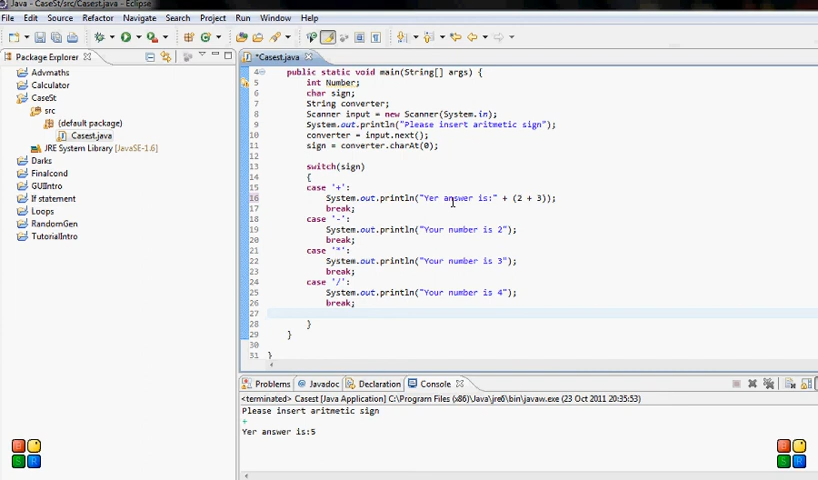 Java - CaseSt/src/Casest.java - Eclipse
File Edit Source Refactor Navigate Search Project Run Window Help
Package Explorer
*Casest.java
Advmaths
Calculator
CaseSt
src
(default package)
Casest.java
JRE System Library [JavaSE-1.6]
Darks
Finalcond
GUIIntro
If statement
Loops
RandomGen
TutorialIntro
4 public static void main(String[] args) {
5 int Number;
6 char sign;
7 String converter;
8 Scanner input = new Scanner(System.in);
9 System.out.println("Please insert aritmetic sign");
10 converter = input.next();
11 sign = converter.charAt(0);
12
13 switch(sign)
14 {
15 case '+':
16 System.out.println("Yer answer is:" + (2 + 3));
17 break;
18 case '-':
19 System.out.println("Your number is 2");
20 break;
21 case '*':
22 System.out.println("Your number is 3");
23 break;
24 case '/':
25 System.out.println("Your number is 4");
26 break;
27
28 }
29 }
30
31 }
Problems @ Javadoc Declaration Console
<terminated> Casest [Java Application] C:\Program Files (x86)\Java\jre6\bin\javaw.exe (23 Oct 2011 20:35:53)
Please insert aritmetic sign
+
Yer answer is:5
S R
S R